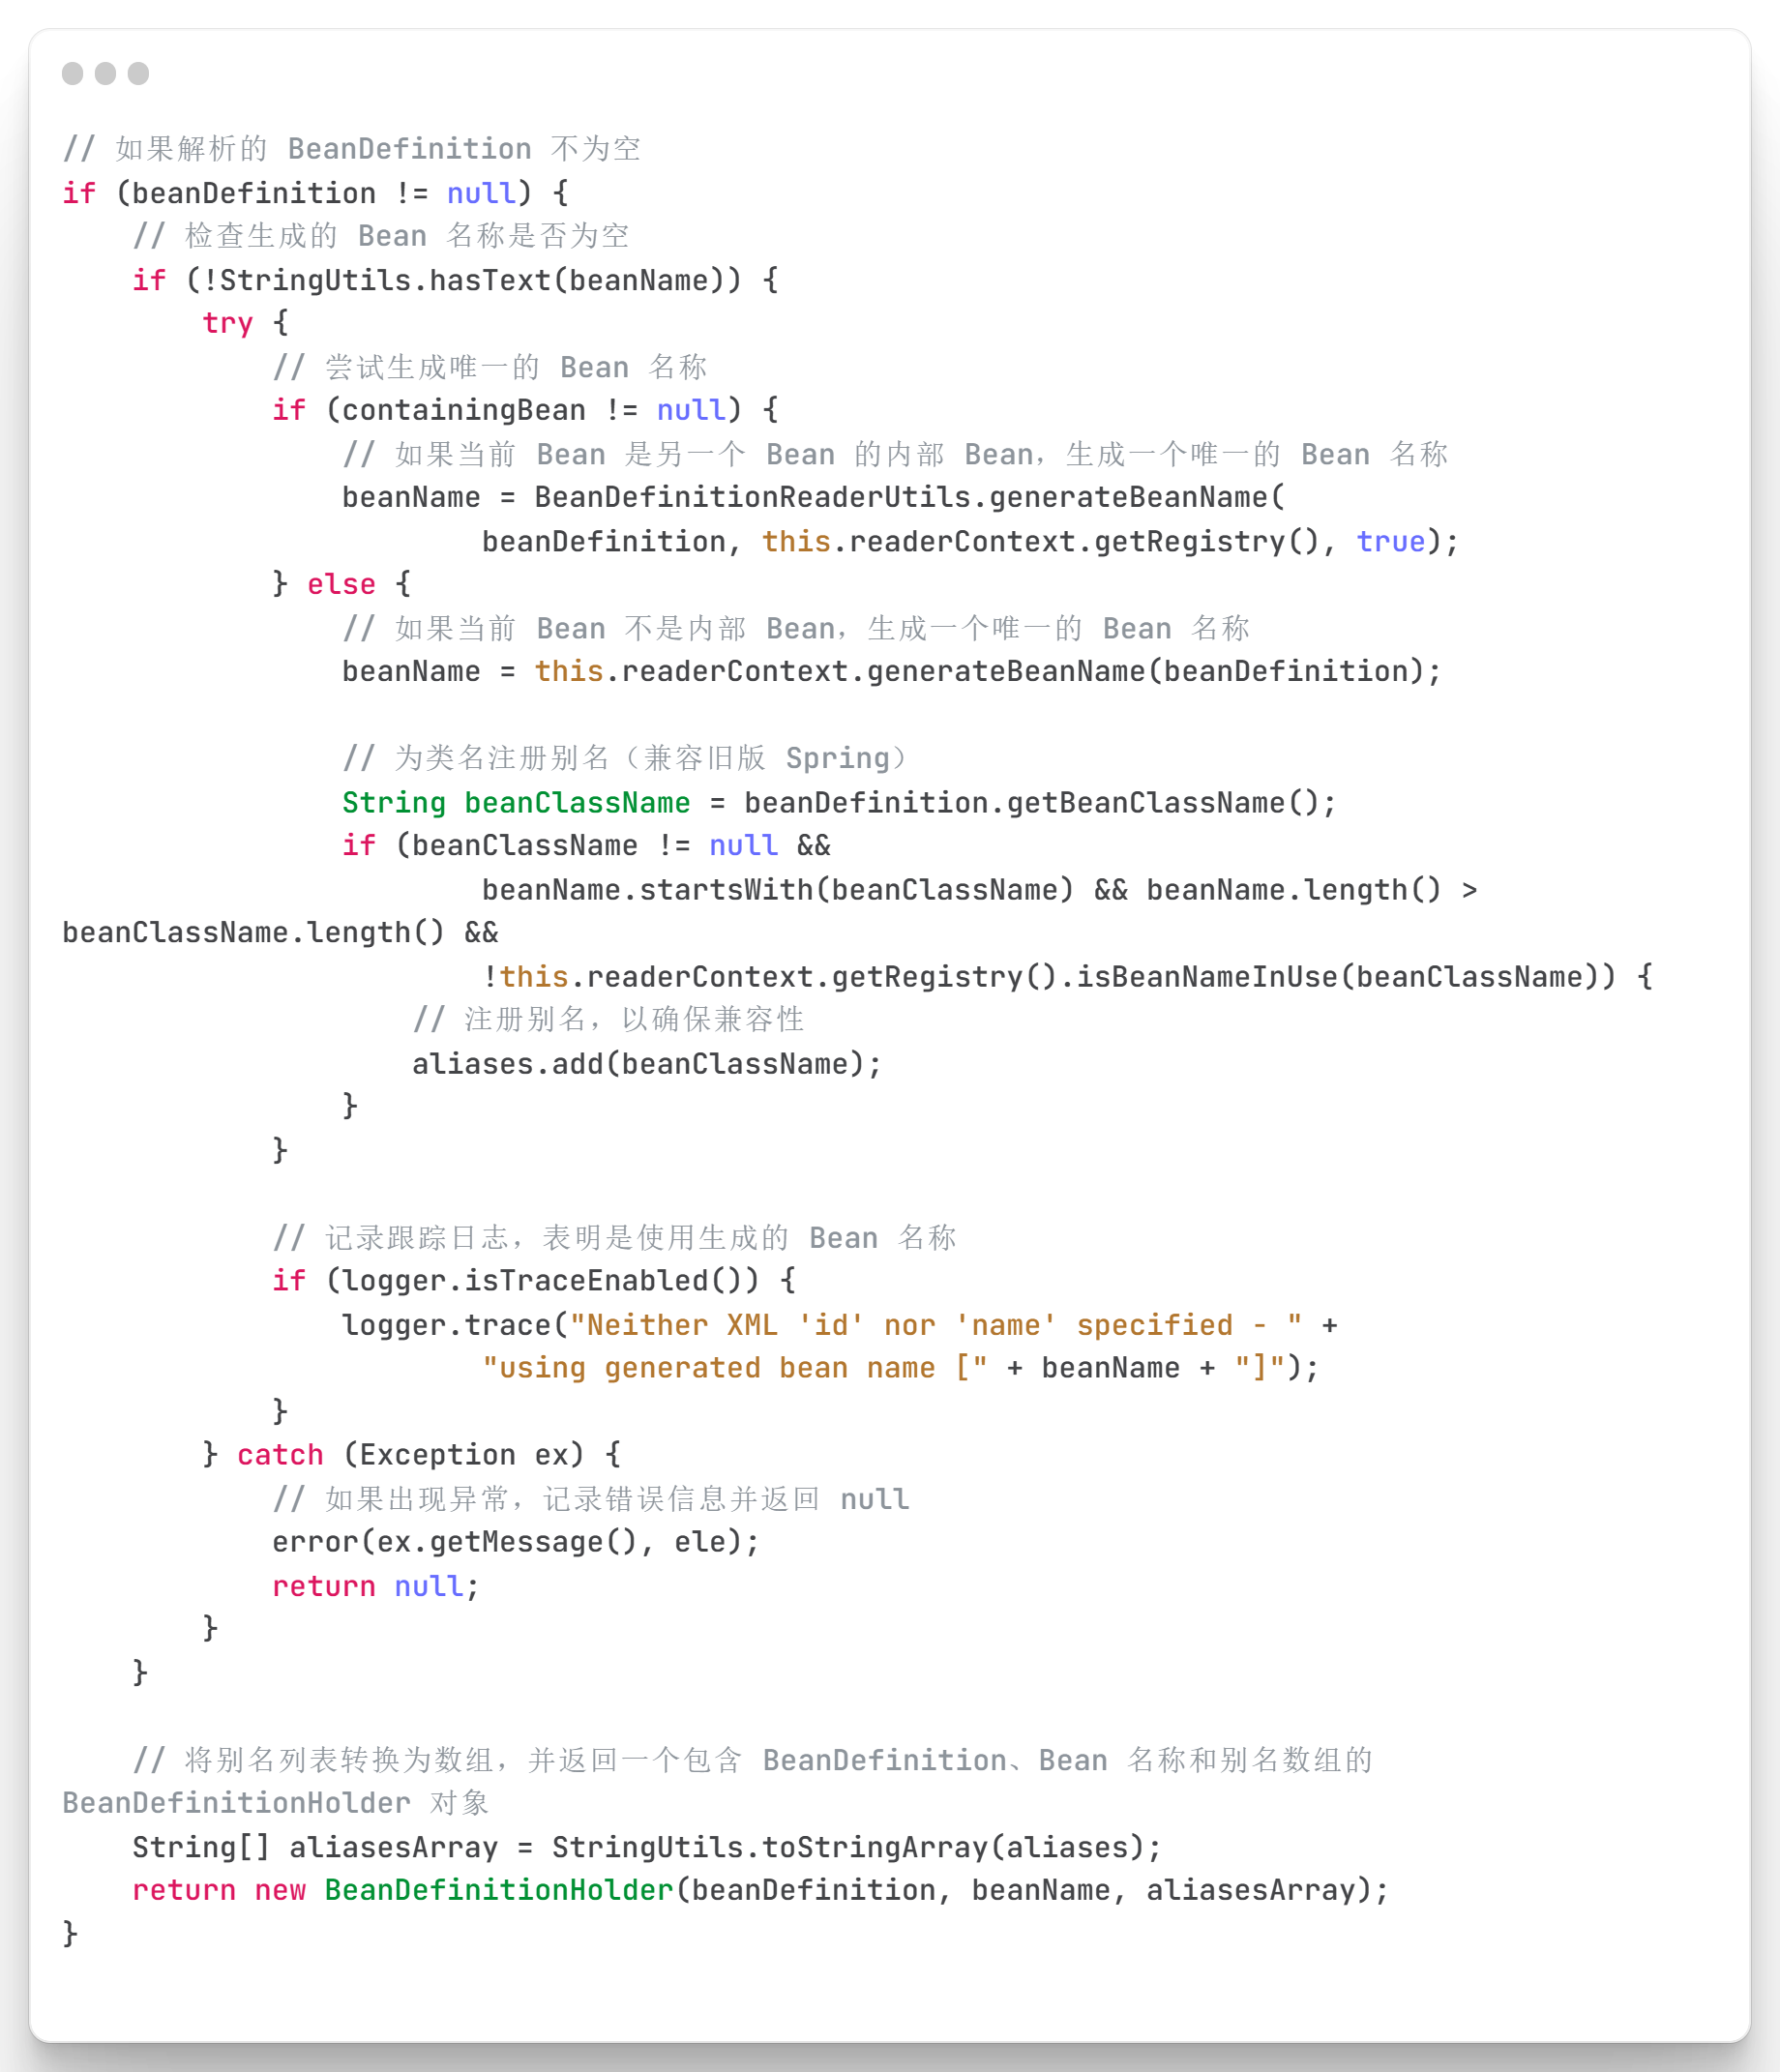 // 如果解析的 BeanDefinition 不为空
if (beanDefinition != null) {
    // 检查生成的 Bean 名称是否为空
    if (!StringUtils.hasText(beanName)) {
        try {
            // 尝试生成唯一的 Bean 名称
            if (containingBean != null) {
                // 如果当前 Bean 是另一个 Bean 的内部 Bean，生成一个唯一的 Bean 名称
                beanName = BeanDefinitionReaderUtils.generateBeanName(
                        beanDefinition, this.readerContext.getRegistry(), true);
            } else {
                // 如果当前 Bean 不是内部 Bean，生成一个唯一的 Bean 名称
                beanName = this.readerContext.generateBeanName(beanDefinition);

                // 为类名注册别名（兼容旧版 Spring）
                String beanClassName = beanDefinition.getBeanClassName();
                if (beanClassName != null &&
                        beanName.startsWith(beanClassName) && beanName.length() >
beanClassName.length() &&
                        !this.readerContext.getRegistry().isBeanNameInUse(beanClassName)) {
                    // 注册别名，以确保兼容性
                    aliases.add(beanClassName);
                }
            }

            // 记录跟踪日志，表明是使用生成的 Bean 名称
            if (logger.isTraceEnabled()) {
                logger.trace("Neither XML 'id' nor 'name' specified - " +
                        "using generated bean name [" + beanName + "]");
            }
        } catch (Exception ex) {
            // 如果出现异常，记录错误信息并返回 null
            error(ex.getMessage(), ele);
            return null;
        }
    }

    // 将别名列表转换为数组，并返回一个包含 BeanDefinition、Bean 名称和别名数组的
BeanDefinitionHolder 对象
    String[] aliasesArray = StringUtils.toStringArray(aliases);
    return new BeanDefinitionHolder(beanDefinition, beanName, aliasesArray);
}